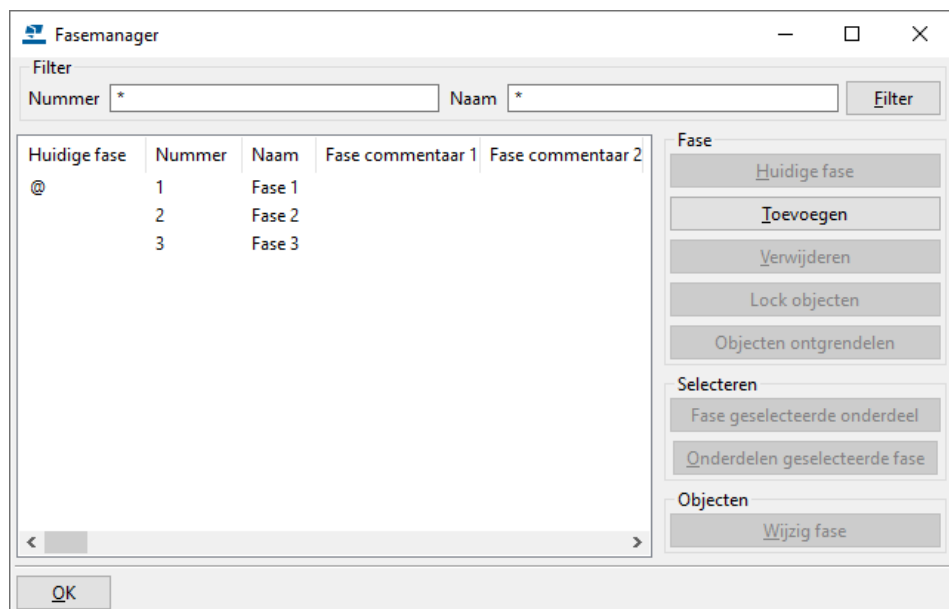 Fasemanager
Filter
Nummer * Naam * Filter
Huidige fase Nummer Naam Fase commentaar 1 Fase commentaar 2
@ 1 Fase 1
2 Fase 2
3 Fase 3
Fase
Huidige fase
Toevoegen
Verwijderen
Lock objecten
Objecten ontgrendelen
Selecteren
Fase geselecteerde onderdeel
Onderdelen geselecteerde fase
Objecten
Wijzig fase
OK